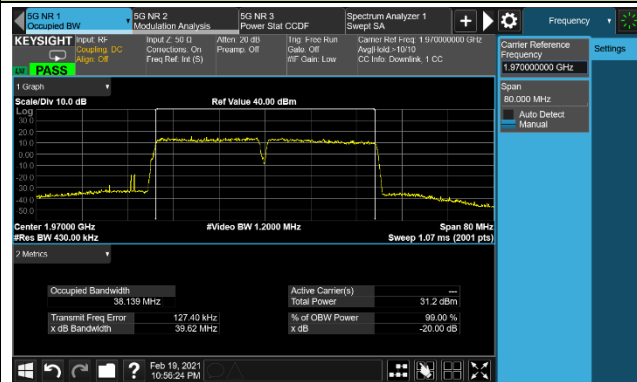 5G NR 1
Occupied BW
5G NR 2
Modulation Analysis
5G NR 3
Power Stat CCDF
Spectrum Analyzer 1
Swept SA
Frequency
KEYSIGHT
Input: RF
Coupling: DC
Align: Off
Input Z: 50 Ω
Corrections: On
Freq Ref: Int (S)
Atten: 20 dB
Preamp: Off
Trig: Free Run
Gate: Off
#IF Gain: Low
Carrier Ref Freq: 1.970000000 GHz
Avg|Hold >10/10
CC Info: Downlink, 1 CC
LM PASS
Carrier Reference
Frequency
1.970000000 GHz
Settings
Span
80.000 MHz
Auto Detect
Manual
1 Graph
Scale/Div 10.0 dB
Ref Value 40.00 dBm
Log
30.0
20.0
10.0
0.00
-10.0
-20.0
-30.0
-40.0
-50.0
Center 1.97000 GHz
#Video BW 1.2000 MHz
Span 80 MHz
#Res BW 430.00 kHz
Sweep 1.07 ms (2001 pts)
2 Metrics
Occupied Bandwidth
38.139 MHz
Active Carrier(s)
---
Total Power
31.2 dBm
Transmit Freq Error
127.40 kHz
% of OBW Power
99.00 %
x dB Bandwidth
39.62 MHz
x dB
-20.00 dB
Feb 19, 2021
10:56:24 PM